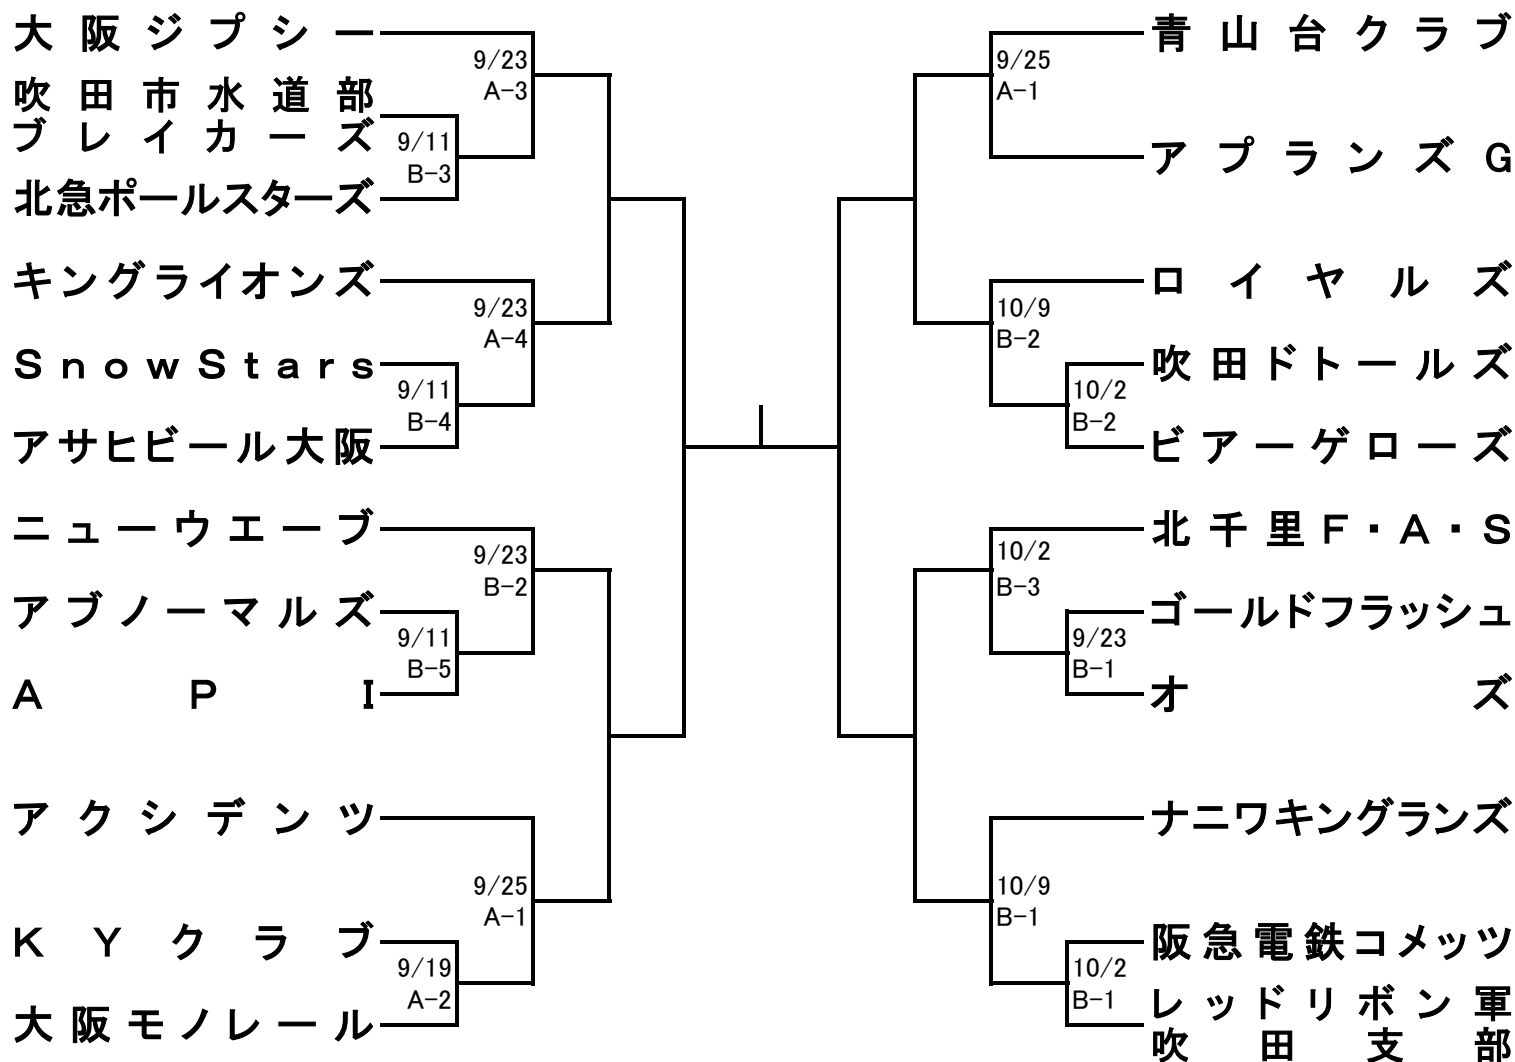 大阪ジプシー
9/23
A-3
吹田市水道部
ブレイカーズ
9/11
B-3
北急ポールスターズ
キングライオンズ
9/23
A-4
SnowStars
9/11
B-4
アサヒビール大阪
ニューウエーブ
9/23
B-2
アブノーマルズ
9/11
B-5
API
アクシデンツ
9/25
A-1
KYクラブ
9/19
A-2
大阪モノレール
青山台クラブ
9/25
A-1
アプランズG
ロイヤルズ
10/9
B-2
吹田ドトールズ
10/2
B-2
ビアーゲローズ
北千里F・A・S
10/2
B-3
ゴールドフラッシュ
9/23
B-1
オズ
ナニワキングランズ
10/9
B-1
阪急電鉄コメッツ
10/2
B-1
レッドリボン軍
吹田支部